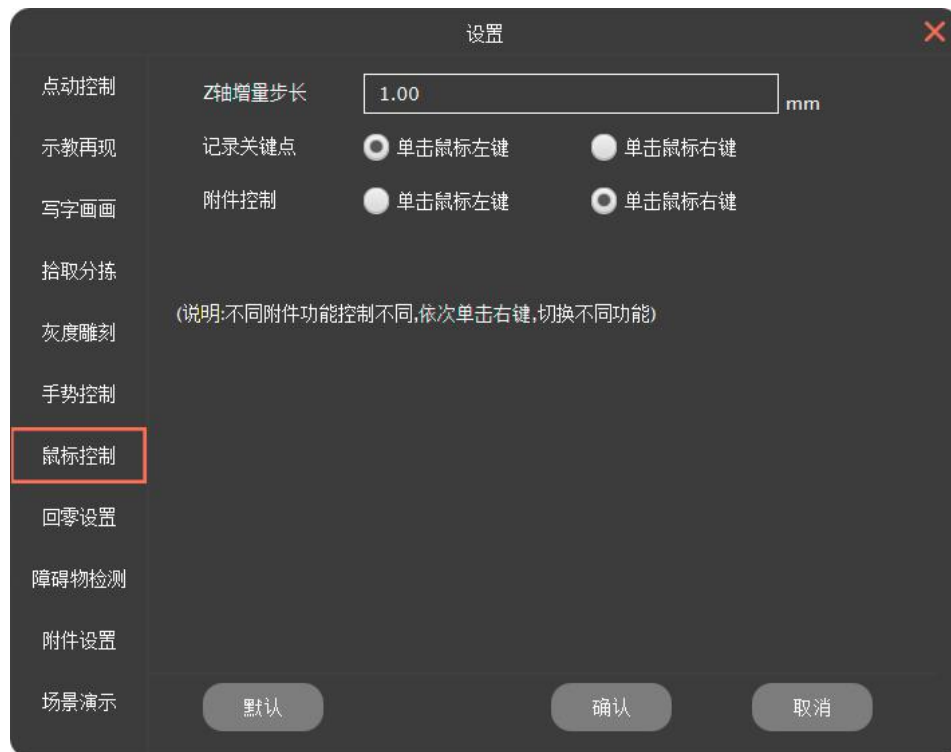 设置
点动控制
示教再现
写字画画
拾取分拣
灰度雕刻
手势控制
鼠标控制
回零设置
障碍物检测
附件设置
场景演示
Z轴增量步长 1.00 mm
记录关键点 单击鼠标左键 单击鼠标右键
附件控制 单击鼠标左键 单击鼠标右键
(说明:不同附件功能控制不同,依次单击右键,切换不同功能)
默认 确认 取消